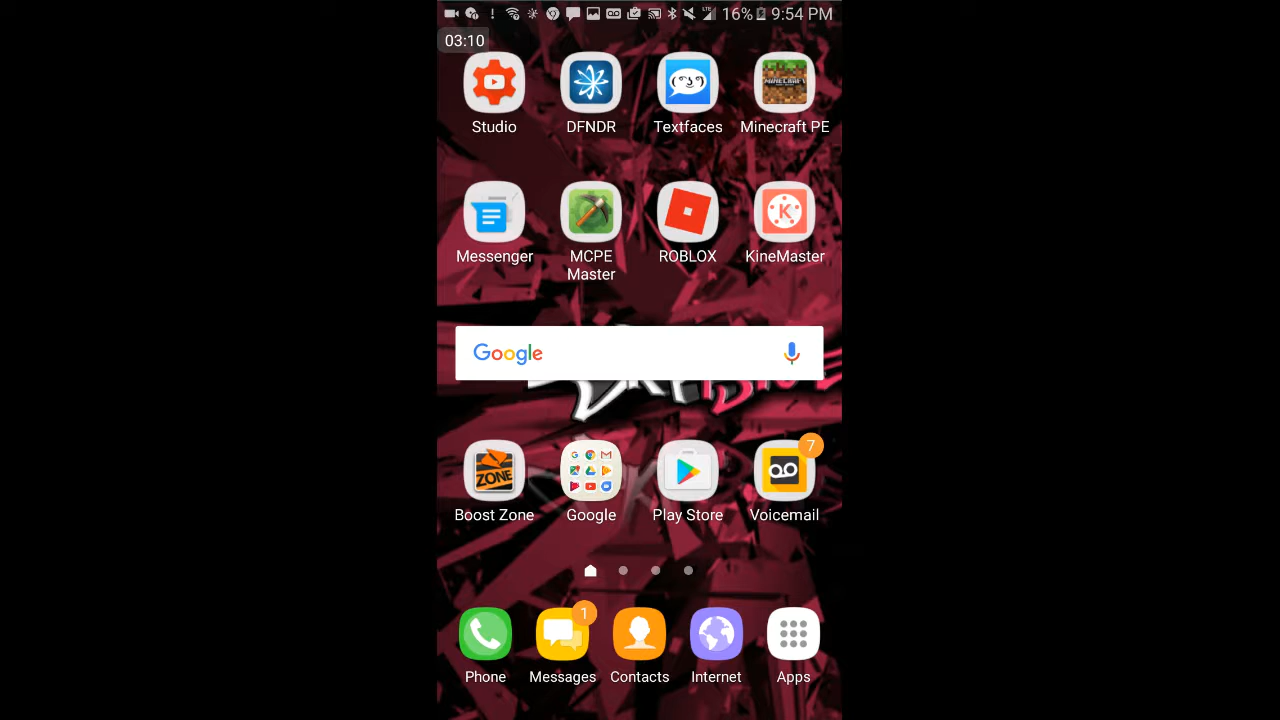 16% 9:54 PM
03:10
Studio DFNDR Textfaces Minecraft PE
Messenger MCPE Master ROBLOX KineMaster
Google
ZONE
Boost Zone Google Play Store Voicemail
7
1
Phone Messages Contacts Internet Apps